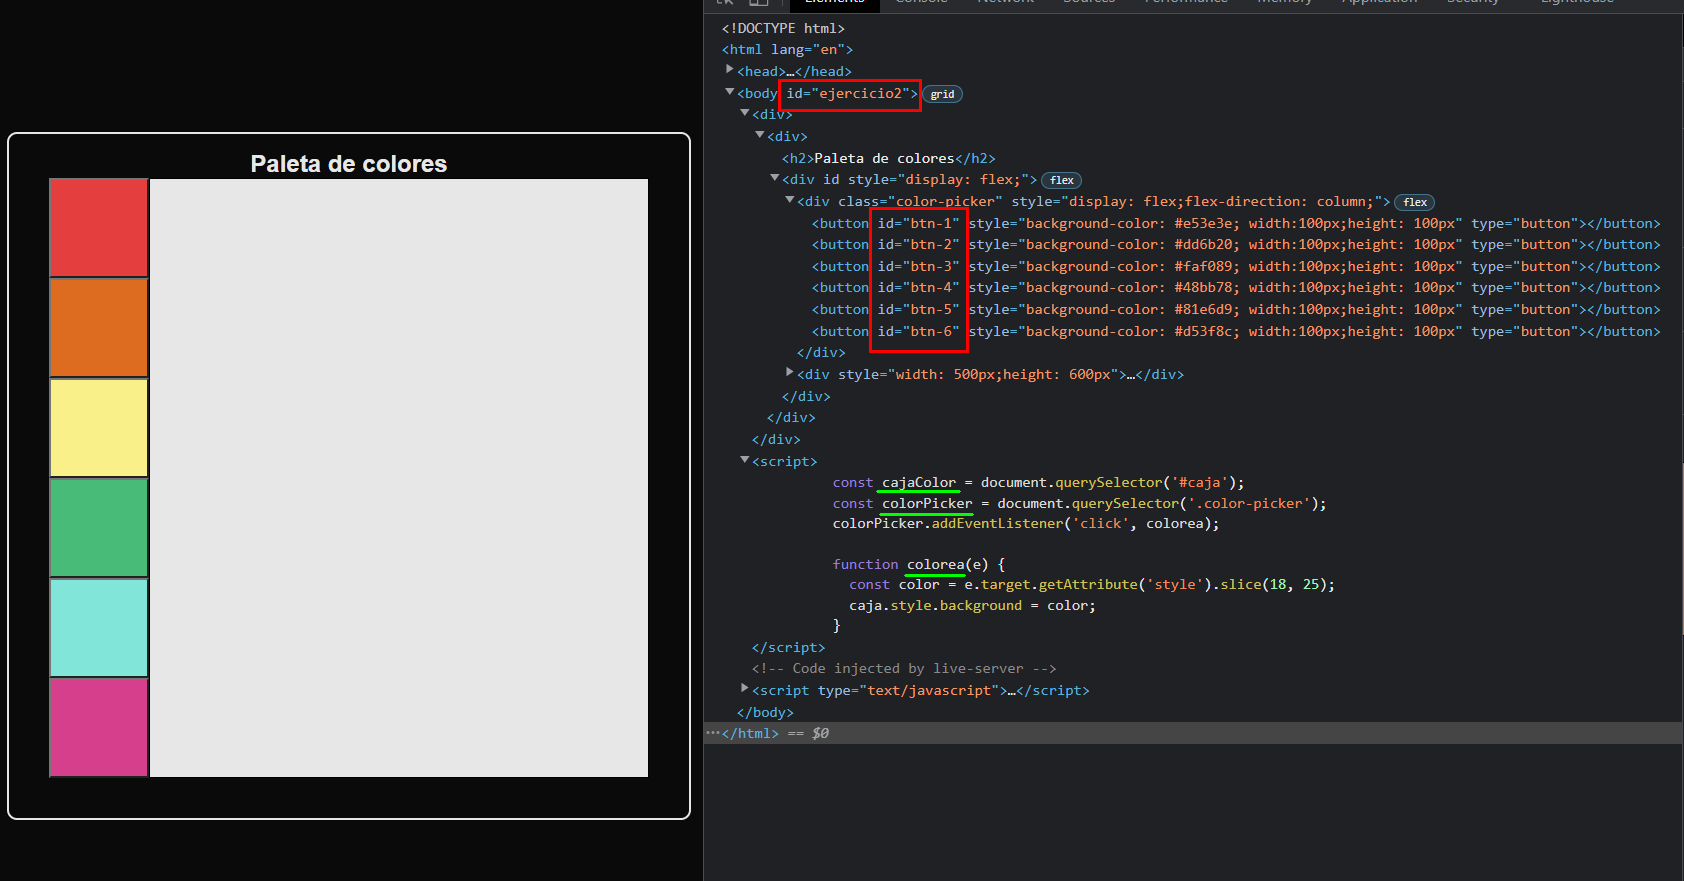 Elements Console Network Sources Performance Memory Application Security Lighthouse
Paleta de colores
<!DOCTYPE html>
<html lang="en">
<head>…</head>
<body id="ejercicio2"> grid
<div>
<div>
<h2>Paleta de colores</h2>
<div id style="display: flex;"> flex
<div class="color-picker" style="display: flex;flex-direction: column;"> flex
<button id="btn-1" style="background-color: #e53e3e; width:100px;height: 100px" type="button"></button>
<button id="btn-2" style="background-color: #dd6b20; width:100px;height: 100px" type="button"></button>
<button id="btn-3" style="background-color: #faf089; width:100px;height: 100px" type="button"></button>
<button id="btn-4" style="background-color: #48bb78; width:100px;height: 100px" type="button"></button>
<button id="btn-5" style="background-color: #81e6d9; width:100px;height: 100px" type="button"></button>
<button id="btn-6" style="background-color: #d53f8c; width:100px;height: 100px" type="button"></button>
</div>
<div style="width: 500px;height: 600px">…</div>
</div>
</div>
</div>
<script>
const cajaColor = document.querySelector('#caja');
const colorPicker = document.querySelector('.color-picker');
colorPicker.addEventListener('click', colorea);
function colorea(e) {
const color = e.target.getAttribute('style').slice(18, 25);
caja.style.background = color;
}
</script>
<!-- Code injected by live-server -->
<script type="text/javascript">…</script>
</body>
…</html> == $0